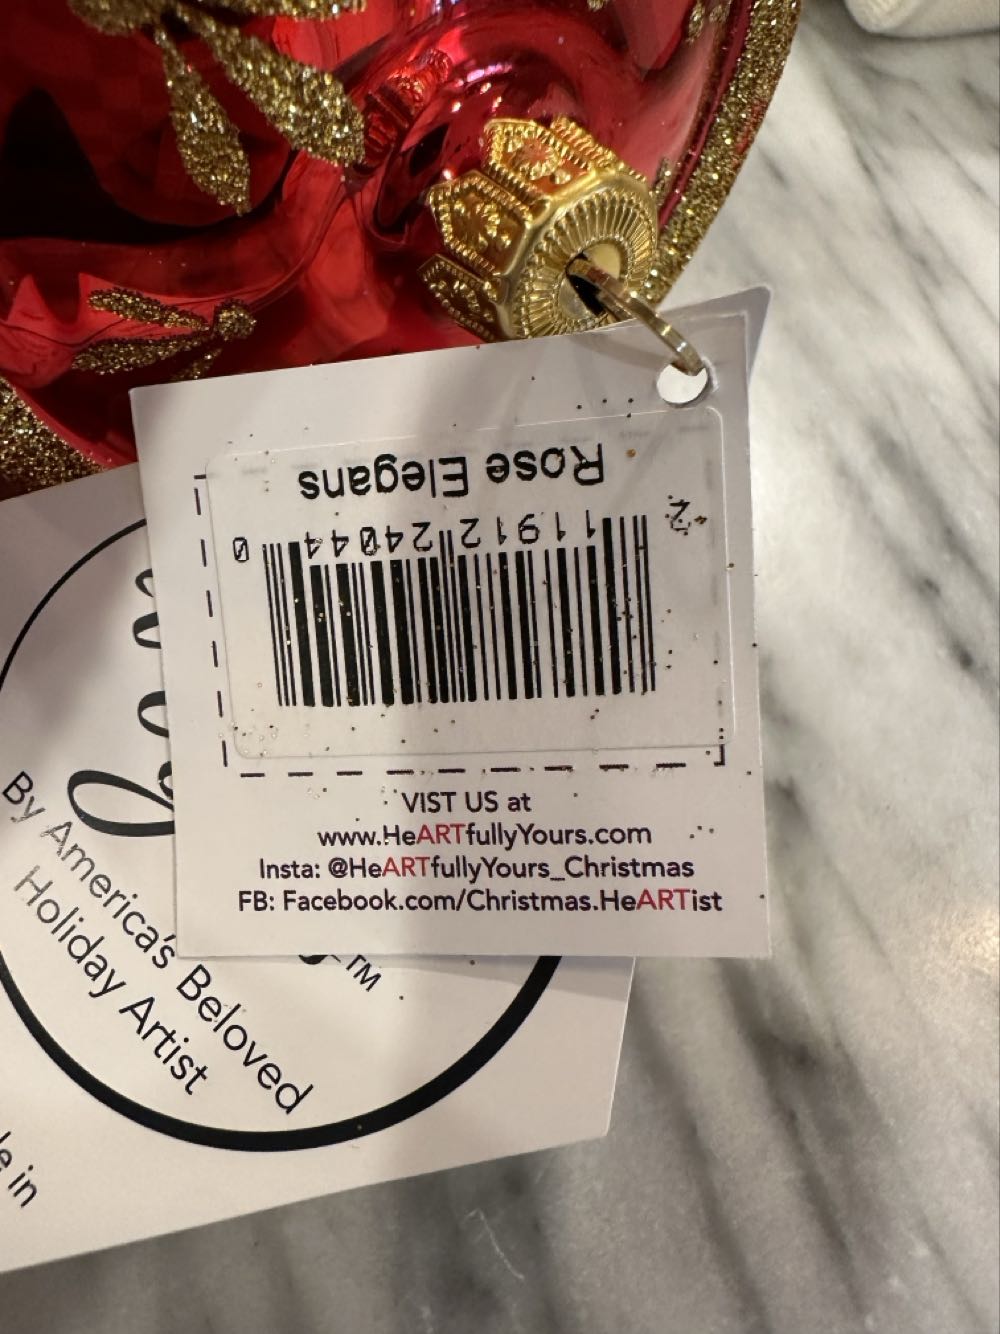 Rose Elegans
2 11912 24044 0
VIST US at
www.HeARTfullyYours.com
Insta: @HeARTfullyYours_Christmas
FB: Facebook.com/Christmas.HeARTist
TM
By America's Beloved
Holiday Artist
in